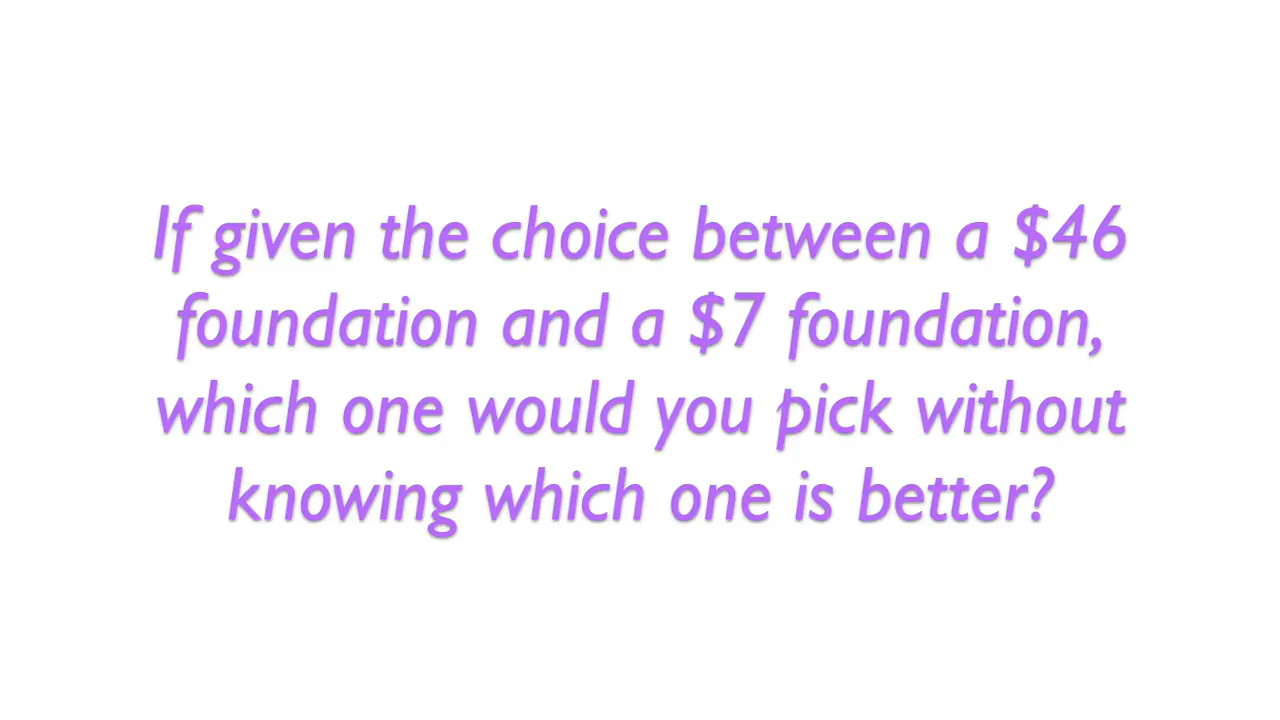 If given the choice between a $46
foundation and a $7 foundation,
which one would you pick without
knowing which one is better?